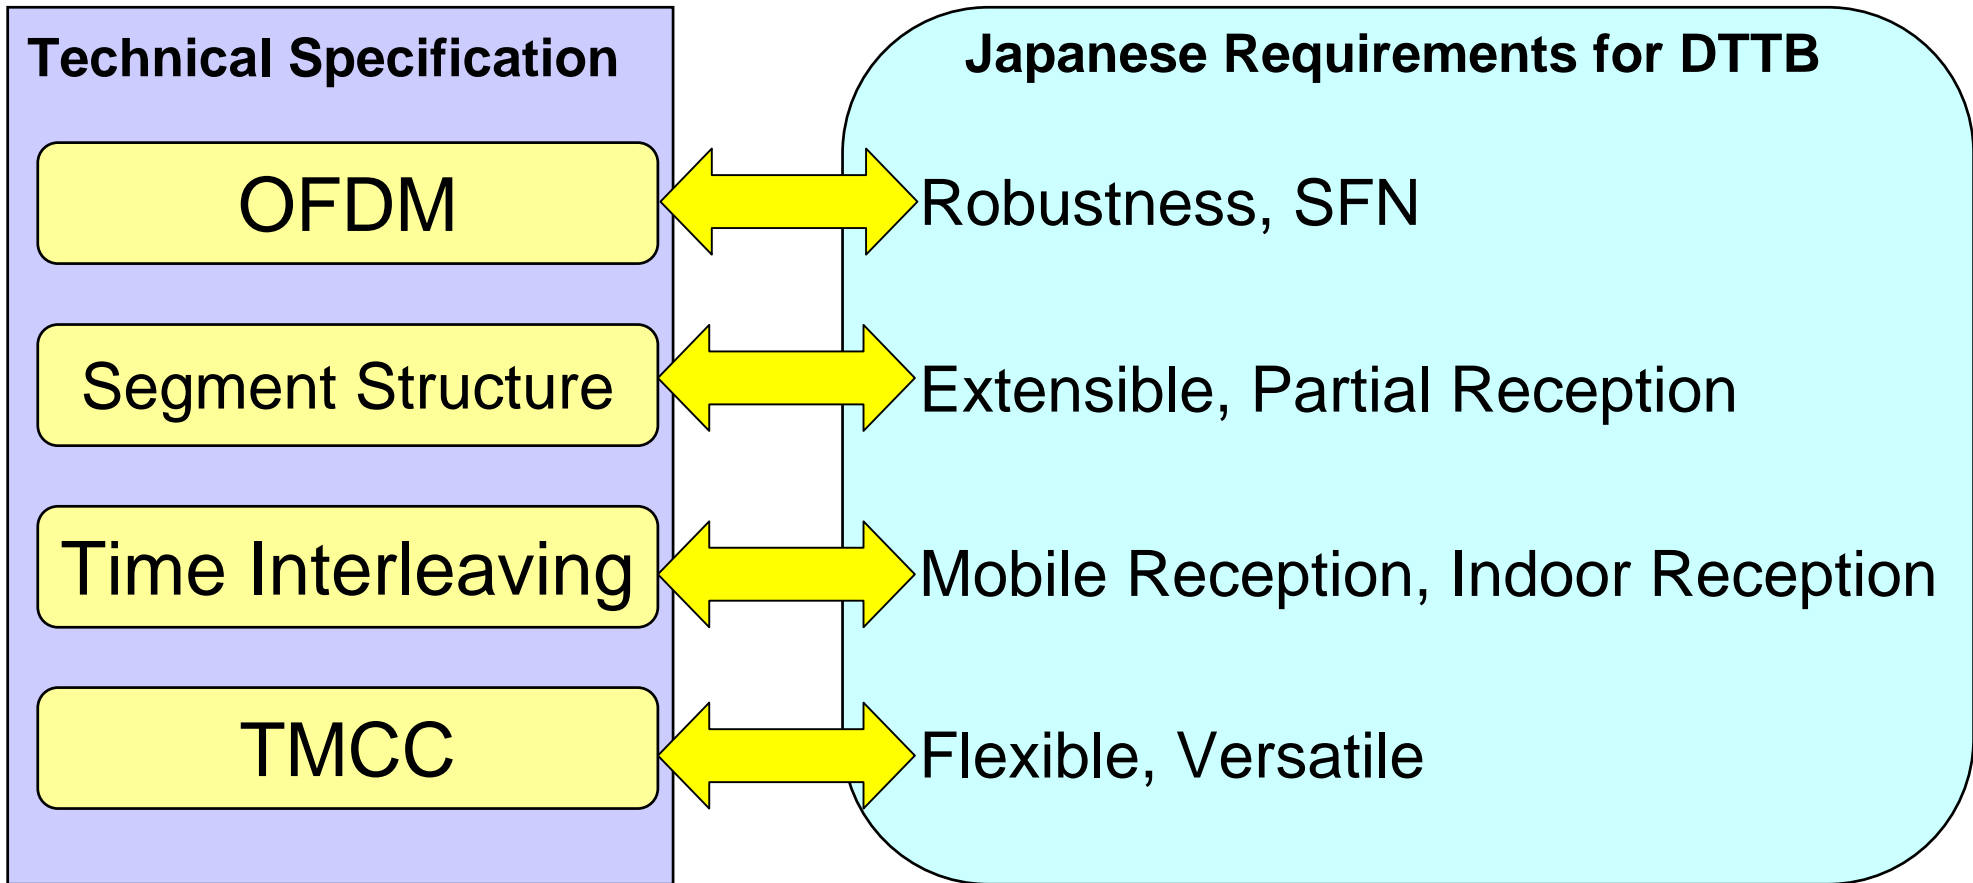 Technical Specification
Japanese Requirements for DTTB
OFDM
Robustness, SFN
Segment Structure
Extensible, Partial Reception
Time Interleaving
Mobile Reception, Indoor Reception
TMCC
Flexible, Versatile